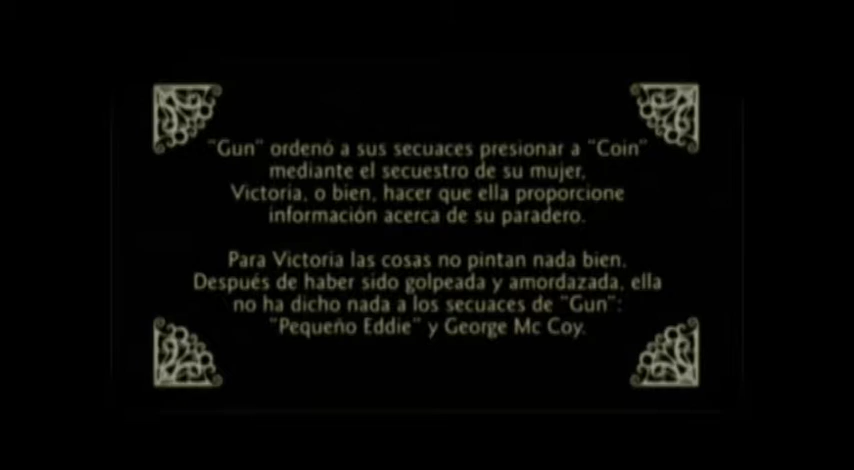 "Gun" ordenó a sus secuaces presionar a "Coin"
mediante el secuestro de su mujer,
Victoria, o bien, hacer que ella proporcione
información acerca de su paradero.
Para Victoria las cosas no pintan nada bien.
Después de haber sido golpeada y amordazada, ella
no ha dicho nada a los secuaces de "Gun":
"Pequeño Eddie" y George Mc Coy.